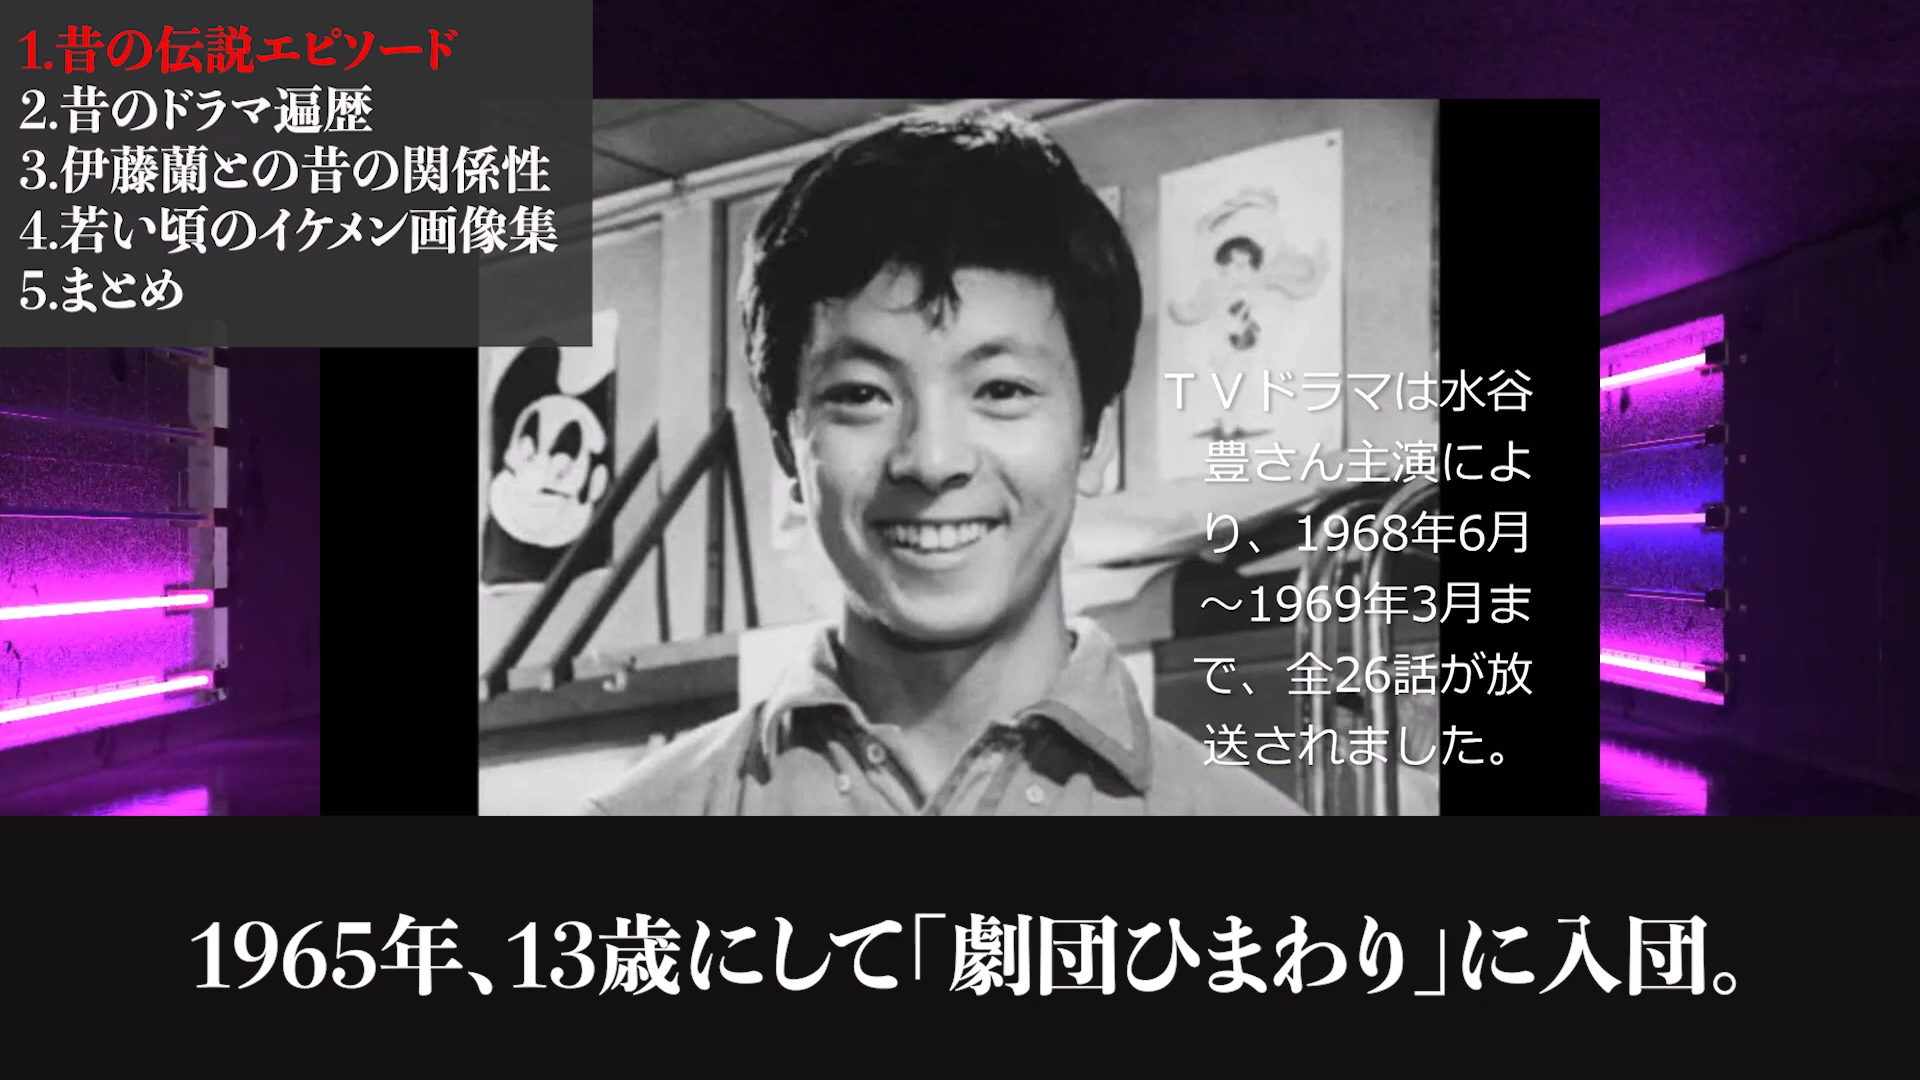 1.昔の伝説エピソード
2.昔のドラマ遍歴
3.伊藤蘭との昔の関係性
4.若い頃のイケメン画像集
5.まとめ
ＴＶドラマは水谷
豊さん主演によ
り、1968年6月
～1969年3月ま
で、全26話が放
送されました。
1965年、13歳にして「劇団ひまわり」に入団。